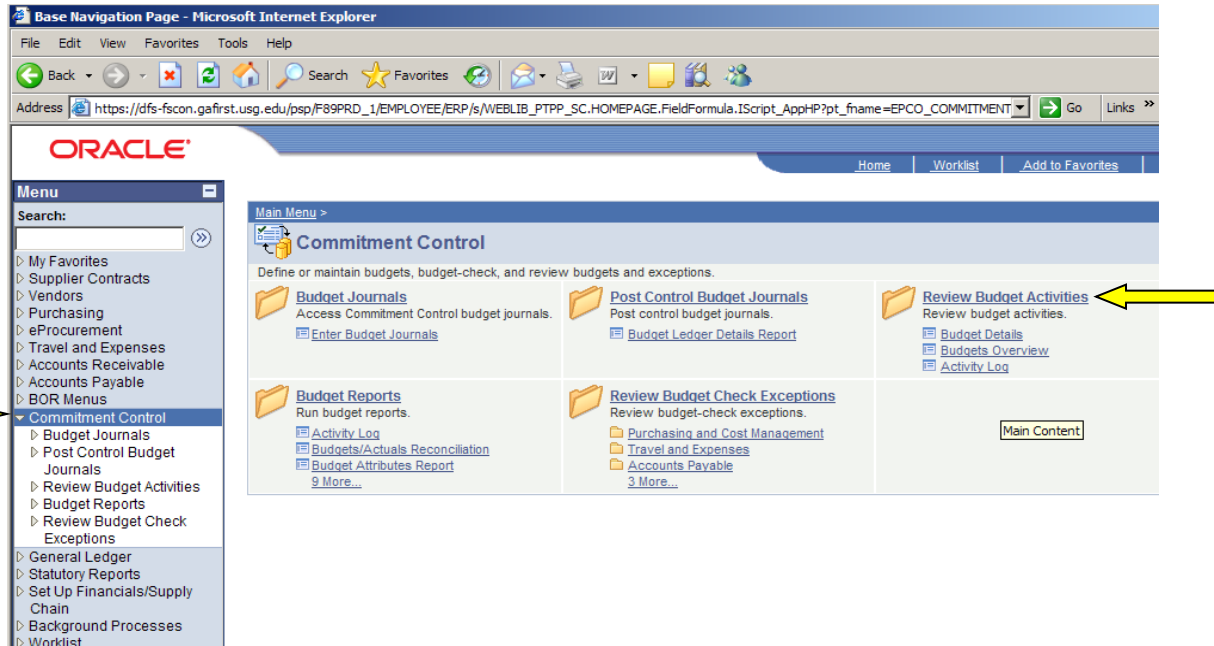 Base Navigation Page - Microsoft Internet Explorer
File Edit View Favorites Tools Help
Back Search Favorites
Address https://dfs-fscon.gafirst.usg.edu/psp/F89PRD_1/EMPLOYEE/ERP/s/WEBLIB_PTPP_SC.HOMEPAGE.FieldFormula.IScript_AppHP?pt_fname=EPCO_COMMITMENT Go Links »
ORACLE
Home Worklist Add to Favorites
Menu
Search:
My Favorites
Supplier Contracts
Vendors
Purchasing
eProcurement
Travel and Expenses
Accounts Receivable
Accounts Payable
BOR Menus
Commitment Control
Budget Journals
Post Control Budget
Journals
Review Budget Activities
Budget Reports
Review Budget Check
Exceptions
General Ledger
Statutory Reports
Set Up Financials/Supply
Chain
Background Processes
Worklist
Main Menu >
Commitment Control
Define or maintain budgets, budget-check, and review budgets and exceptions.
Budget Journals
Access Commitment Control budget journals.
Enter Budget Journals
Post Control Budget Journals
Post control budget journals.
Budget Ledger Details Report
Review Budget Activities
Review budget activities.
Budget Details
Budgets Overview
Activity Log
Budget Reports
Run budget reports.
Activity Log
Budgets/Actuals Reconciliation
Budget Attributes Report
9 More...
Review Budget Check Exceptions
Review budget-check exceptions.
Purchasing and Cost Management
Travel and Expenses
Accounts Payable
3 More...
Main Content